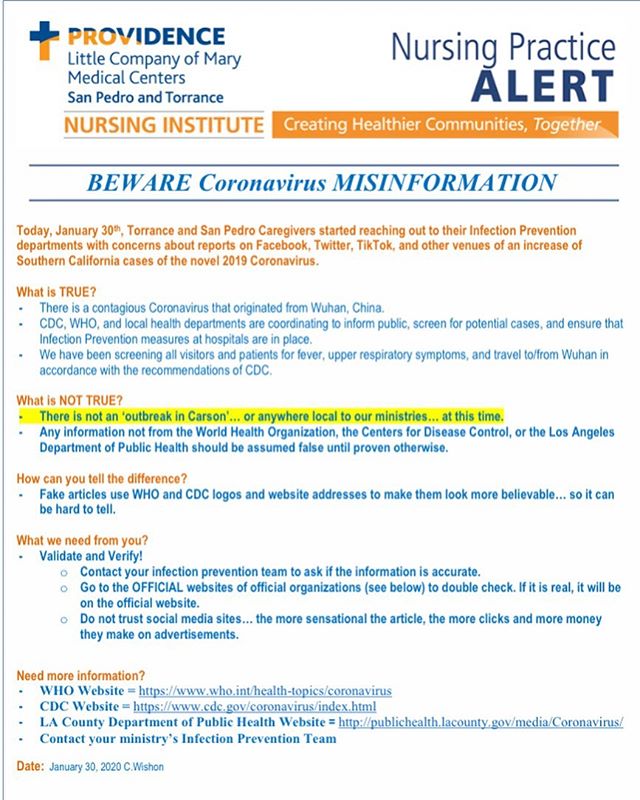 PROVIDENCE
Little Company of Mary
Medical Centers
San Pedro and Torrance
NURSING INSTITUTE
Nursing Practice
ALERT
Creating Healthier Communities, Together
BEWARE Coronavirus MISINFORMATION
Today, January 30th, Torrance and San Pedro Caregivers started reaching out to their Infection Prevention
departments with concerns about reports on Facebook, Twitter, TikTok, and other venues of an increase of
Southern California cases of the novel 2019 Coronavirus.
What is TRUE?
- There is a contagious Coronavirus that originated from Wuhan, China.
- CDC, WHO, and local health departments are coordinating to inform public, screen for potential cases, and ensure that
Infection Prevention measures at hospitals are in place.
- We have been screening all visitors and patients for fever, upper respiratory symptoms, and travel to/from Wuhan in
accordance with the recommendations of CDC.
What is NOT TRUE?
- There is not an ‘outbreak in Carson’... or anywhere local to our ministries... at this time.
- Any information not from the World Health Organization, the Centers for Disease Control, or the Los Angeles
Department of Public Health should be assumed false until proven otherwise.
How can you tell the difference?
- Fake articles use WHO and CDC logos and website addresses to make them look more believable... so it can
be hard to tell.
What we need from you?
- Validate and Verify!
o Contact your infection prevention team to ask if the information is accurate.
o Go to the OFFICIAL websites of official organizations (see below) to double check. If it is real, it will be
on the official website.
o Do not trust social media sites... the more sensational the article, the more clicks and more money
they make on advertisements.
Need more information?
- WHO Website = https://www.who.int/health-topics/coronavirus
- CDC Website = https://www.cdc.gov/coronavirus/index.html
- LA County Department of Public Health Website = http://publichealth.lacounty.gov/media/Coronavirus/
- Contact your ministry’s Infection Prevention Team
Date: January 30, 2020 C.Wishon